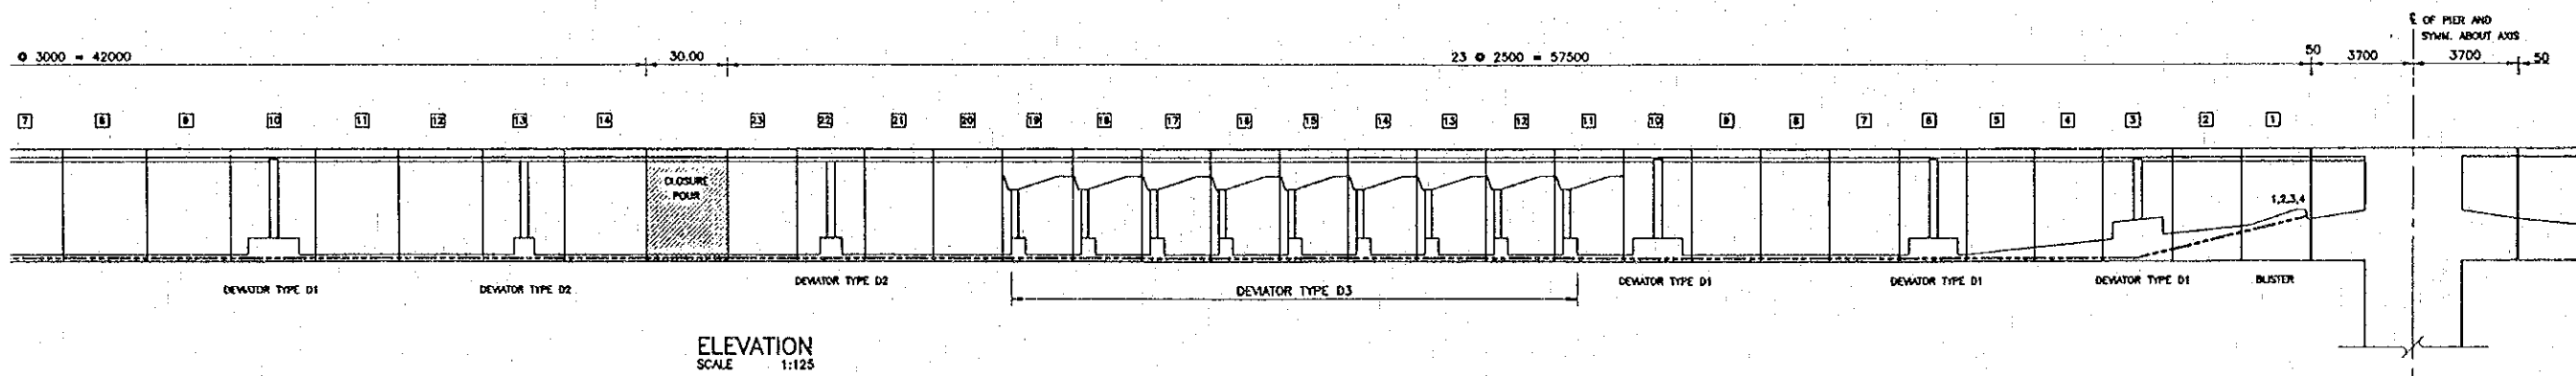 ℄ OF PIER AND
SYMM. ABOUT AXIS
@ 3000 = 42000
30.00
23 @ 2500 = 57500
50
3700
3700
50
7 8 9 10 11 12 13 14 23 22 21 20 19 18 17 16 15 14 13 12 11 10 9 8 7 6 5 4 3 2 1
CLOSURE
POUR
1,2,3,4
DEVIATOR TYPE D1
DEVIATOR TYPE D2
DEVIATOR TYPE D2
DEVIATOR TYPE D3
DEVIATOR TYPE D1
DEVIATOR TYPE D1
DEVIATOR TYPE D1
BLISTER
ELEVATION
SCALE 1:125